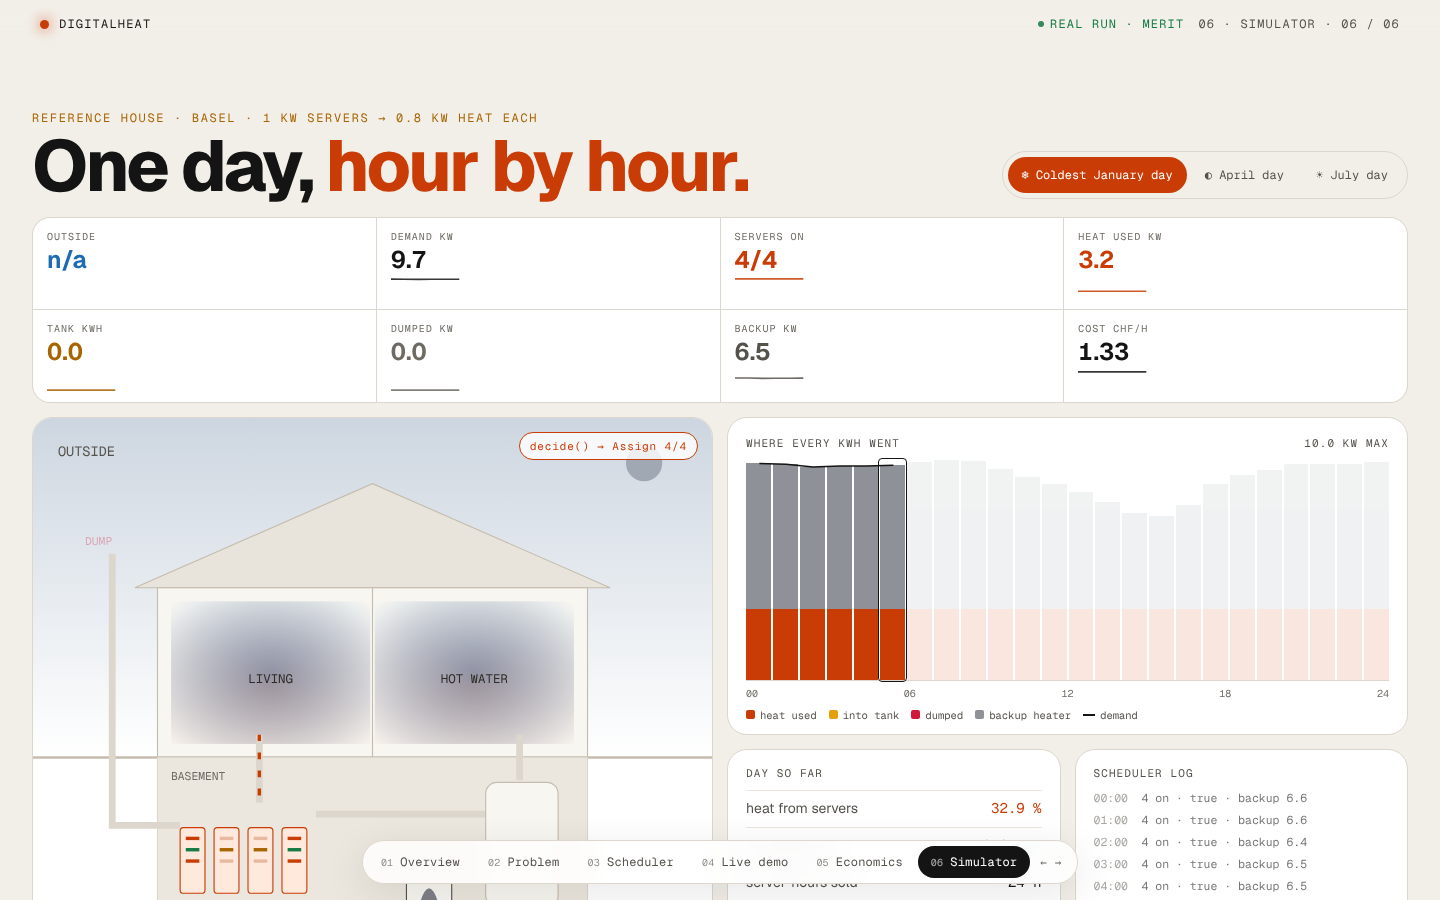 DIGITALHEAT
REAL RUN · MERIT 06 · SIMULATOR · 06 / 06
REFERENCE HOUSE · BASEL · 1 KW SERVERS → 0.8 KW HEAT EACH
One day, hour by hour.
❄ Coldest January day
◐ April day
☀ July day
OUTSIDE
n/a
DEMAND KW
9.7
SERVERS ON
4/4
HEAT USED KW
3.2
TANK KWH
0.0
DUMPED KW
0.0
BACKUP KW
6.5
COST CHF/H
1.33
OUTSIDE
decide() → Assign 4/4
DUMP
LIVING
HOT WATER
BASEMENT
WHERE EVERY KWH WENT
10.0 KW MAX
00 06 12 18 24
heat used into tank dumped backup heater demand
DAY SO FAR
heat from servers 32.9 %
server hours sold 24 h
SCHEDULER LOG
00:00 4 on · true · backup 6.6
01:00 4 on · true · backup 6.6
02:00 4 on · true · backup 6.4
03:00 4 on · true · backup 6.5
04:00 4 on · true · backup 6.5
01 Overview 02 Problem 03 Scheduler 04 Live demo 05 Economics 06 Simulator ← →